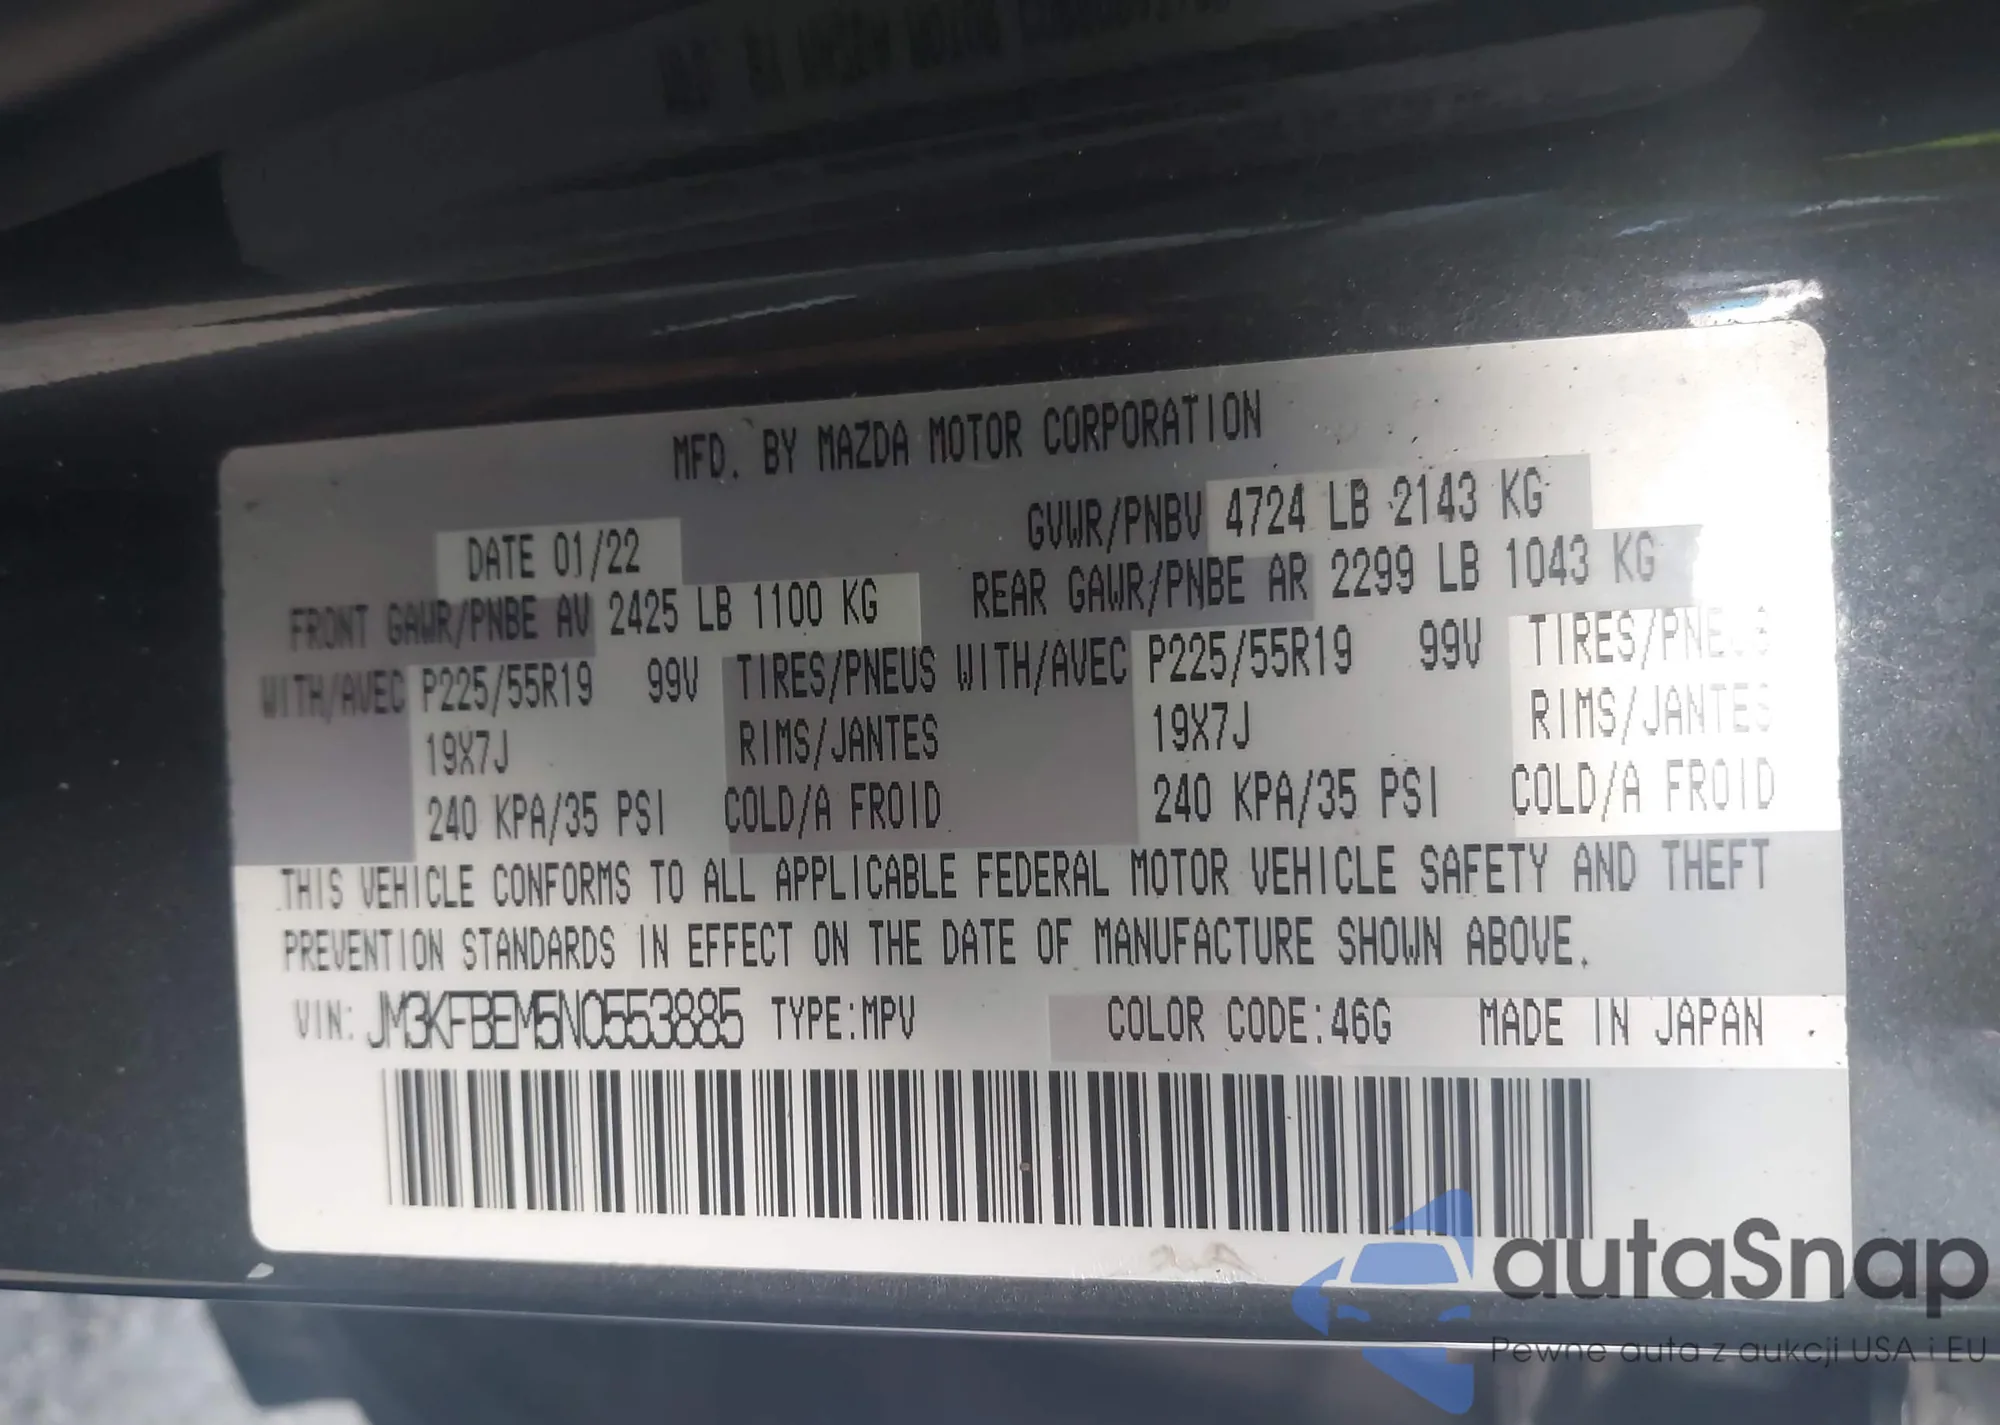 MFD. BY MAZDA MOTOR CORPORATION
DATE 01/22 GVWR/PNBV 4724 LB 2143 KG
FRONT GAWR/PNBE AV 2425 LB 1100 KG REAR GAWR/PNBE AR 2299 LB 1043 KG
WITH/AVEC P225/55R19 99V TIRES/PNEUS WITH/AVEC P225/55R19 99V TIRES/PNEUS
19X7J RIMS/JANTES 19X7J RIMS/JANTES
240 KPA/35 PSI COLD/A FROID 240 KPA/35 PSI COLD/A FROID
THIS VEHICLE CONFORMS TO ALL APPLICABLE FEDERAL MOTOR VEHICLE SAFETY AND THEFT
PREVENTION STANDARDS IN EFFECT ON THE DATE OF MANUFACTURE SHOWN ABOVE.
VIN: JM3KFBEM5N0553885 TYPE:MPV COLOR CODE:46G MADE IN JAPAN
autaSnap
Pewne auta z aukcji USA i EU